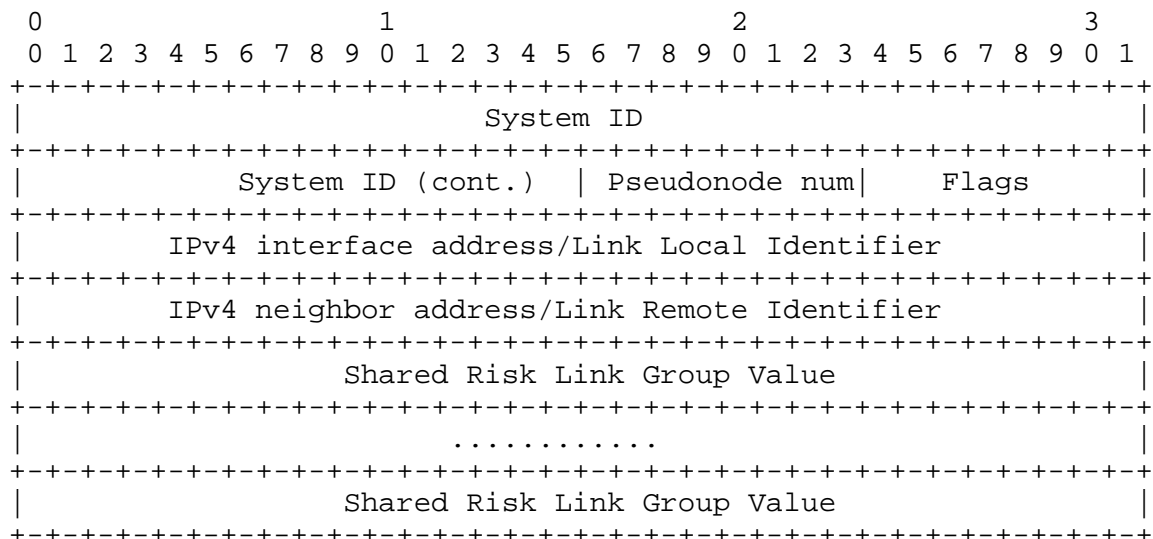 0                   1                   2                   3
 0 1 2 3 4 5 6 7 8 9 0 1 2 3 4 5 6 7 8 9 0 1 2 3 4 5 6 7 8 9 0 1
+-+-+-+-+-+-+-+-+-+-+-+-+-+-+-+-+-+-+-+-+-+-+-+-+-+-+-+-+-+-+-+-+
|                          System ID                            |
+-+-+-+-+-+-+-+-+-+-+-+-+-+-+-+-+-+-+-+-+-+-+-+-+-+-+-+-+-+-+-+-+
|            System ID (cont.)  | Pseudonode num|    Flags      |
+-+-+-+-+-+-+-+-+-+-+-+-+-+-+-+-+-+-+-+-+-+-+-+-+-+-+-+-+-+-+-+-+
|        IPv4 interface address/Link Local Identifier           |
+-+-+-+-+-+-+-+-+-+-+-+-+-+-+-+-+-+-+-+-+-+-+-+-+-+-+-+-+-+-+-+-+
|        IPv4 neighbor address/Link Remote Identifier           |
+-+-+-+-+-+-+-+-+-+-+-+-+-+-+-+-+-+-+-+-+-+-+-+-+-+-+-+-+-+-+-+-+
|                  Shared Risk Link Group Value                 |
+-+-+-+-+-+-+-+-+-+-+-+-+-+-+-+-+-+-+-+-+-+-+-+-+-+-+-+-+-+-+-+-+
|                        ............                           |
+-+-+-+-+-+-+-+-+-+-+-+-+-+-+-+-+-+-+-+-+-+-+-+-+-+-+-+-+-+-+-+-+
|                  Shared Risk Link Group Value                 |
+-+-+-+-+-+-+-+-+-+-+-+-+-+-+-+-+-+-+-+-+-+-+-+-+-+-+-+-+-+-+-+-+